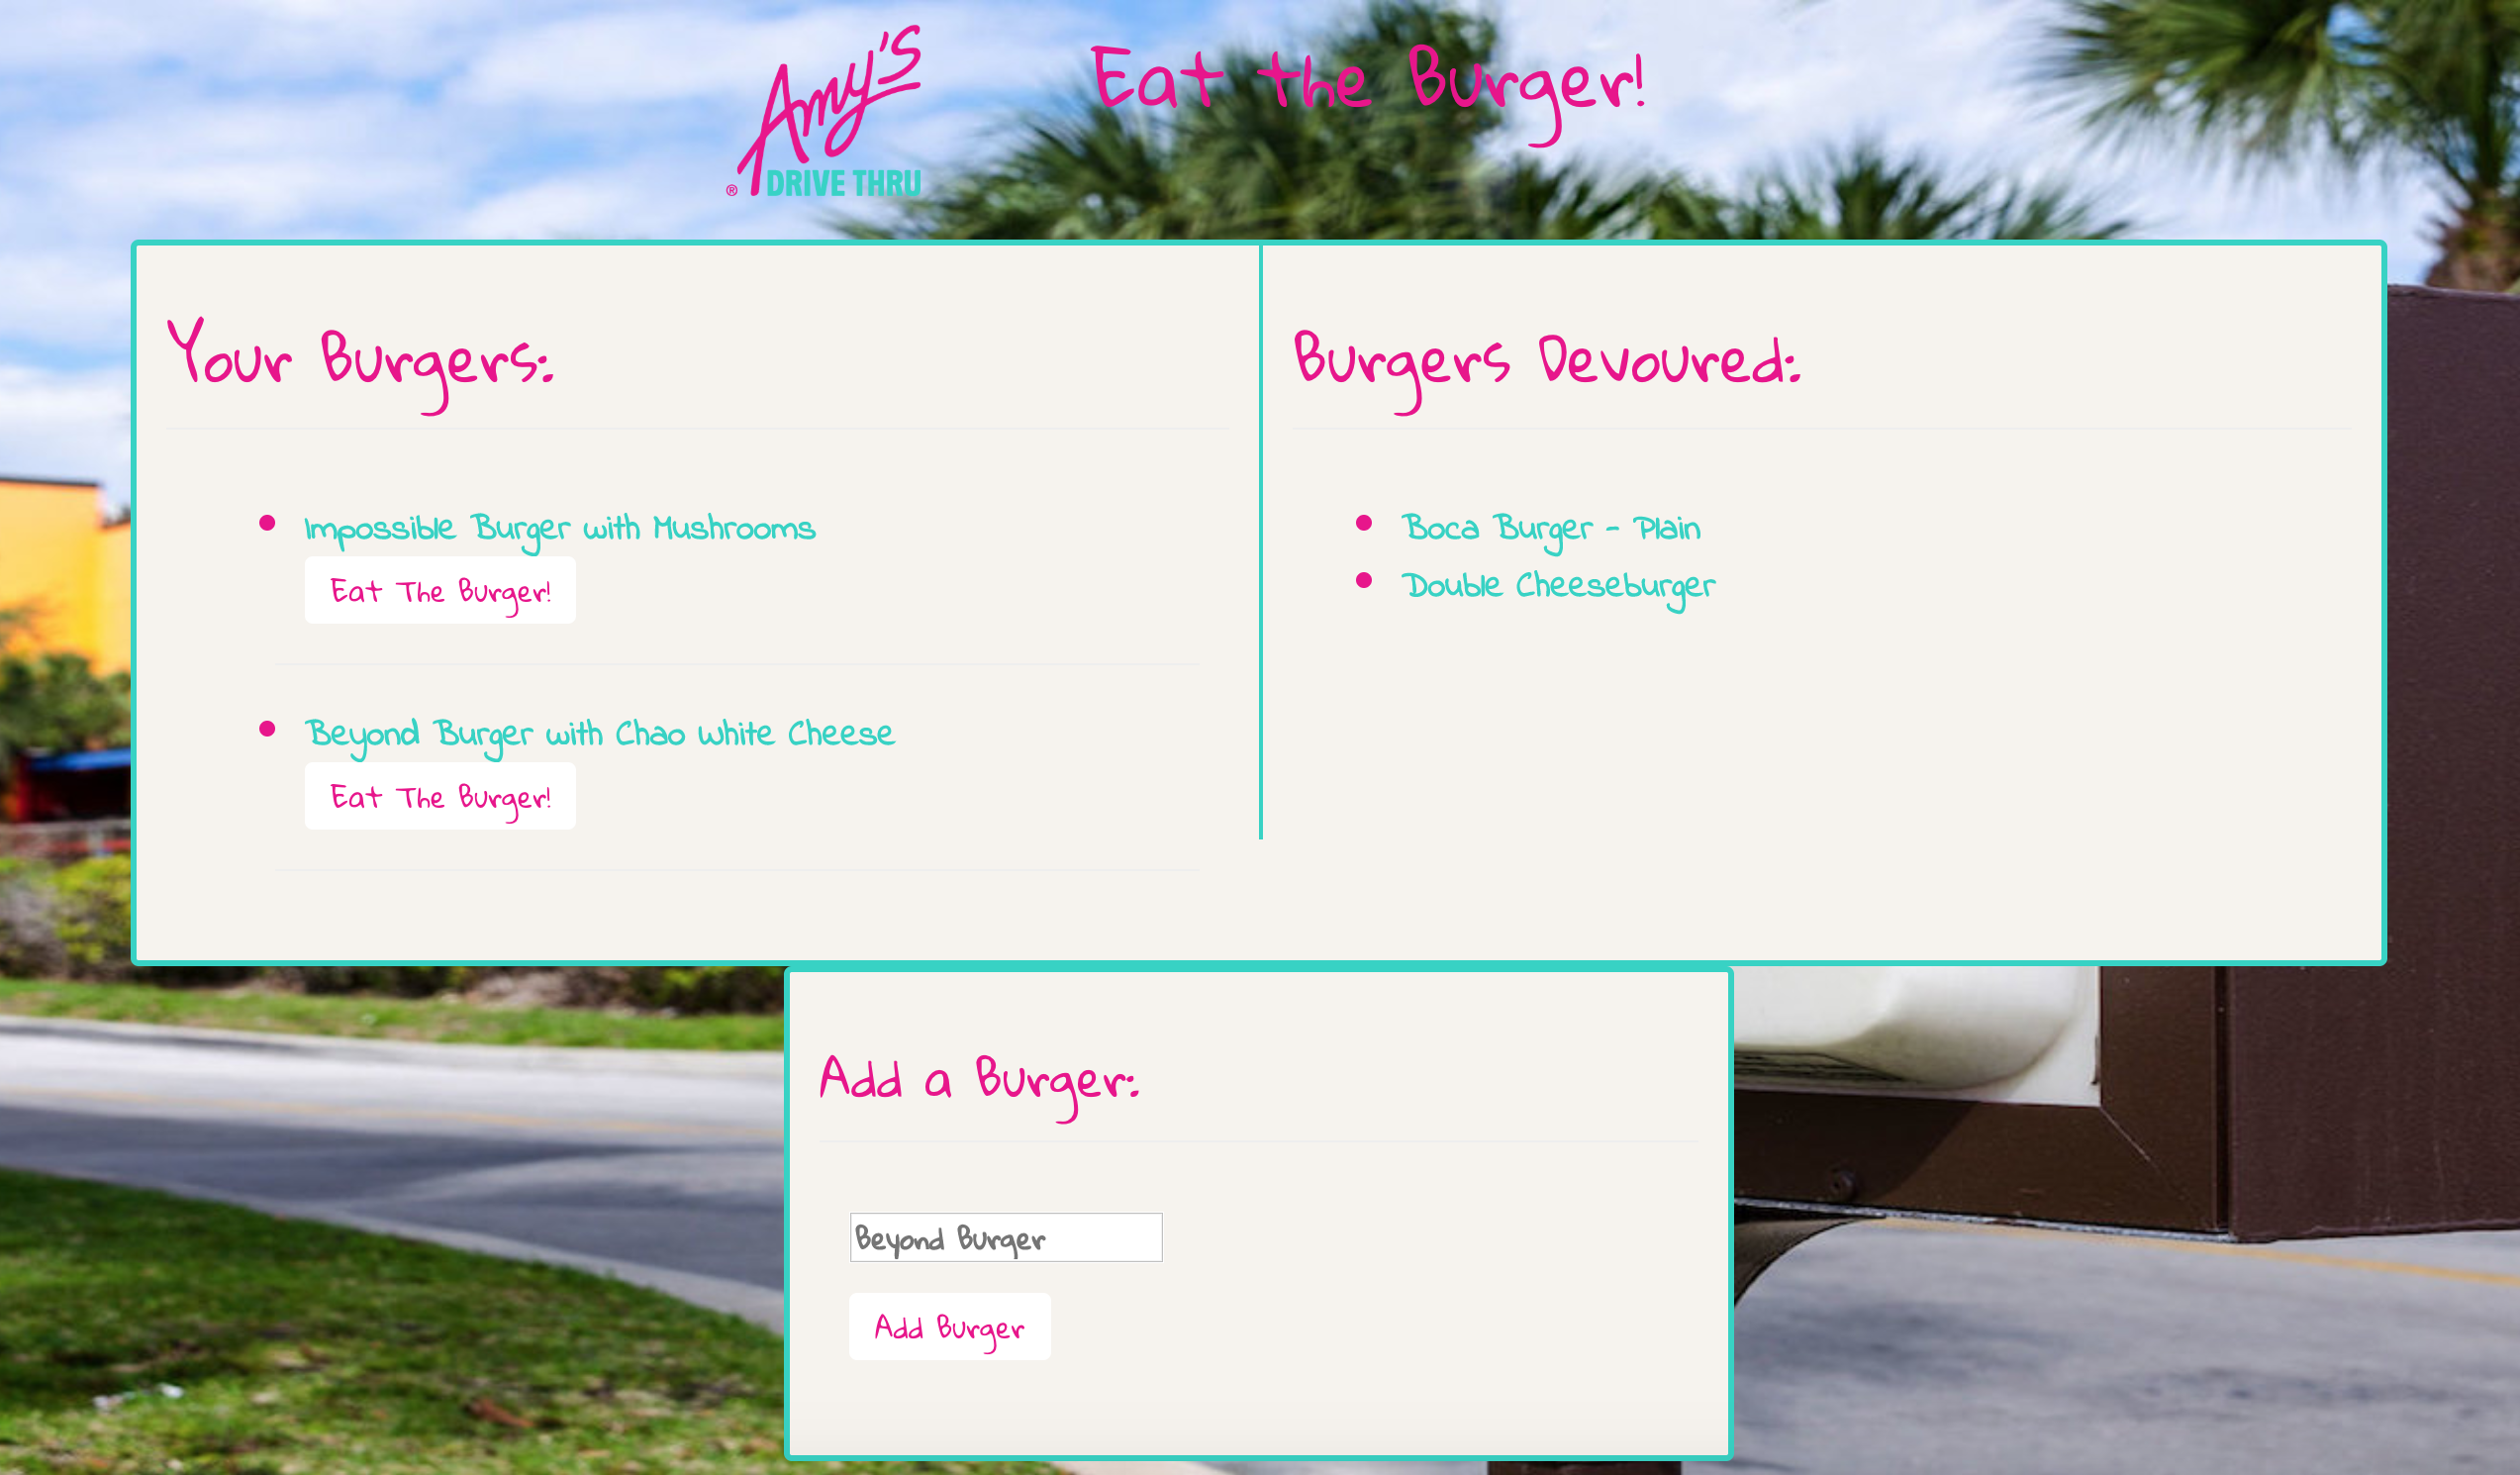 Amy's
® DRIVE THRU
Eat the Burger!
Your Burgers:
Impossible Burger with Mushrooms
Eat The Burger!
Beyond Burger with Chao White Cheese
Eat The Burger!
Burgers Devoured:
Boca Burger - Plain
Double Cheeseburger
Add a Burger:
Beyond Burger
Add Burger